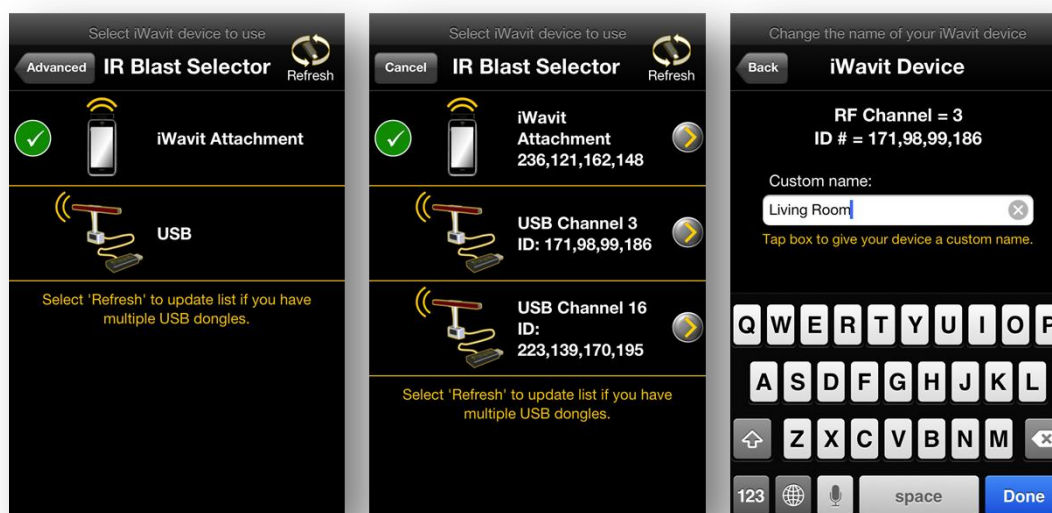 Select iWavit device to use
Advanced
IR Blast Selector
Refresh
iWavit Attachment
USB
Select 'Refresh' to update list if you have
multiple USB dongles.
Select iWavit device to use
Cancel
IR Blast Selector
Refresh
iWavit
Attachment
236,121,162,148
USB Channel 3
ID: 171,98,99,186
USB Channel 16
ID:
223,139,170,195
Select 'Refresh' to update list if you have
multiple USB dongles.
Change the name of your iWavit device
Back
iWavit Device
RF Channel = 3
ID # = 171,98,99,186
Custom name:
Living Room
Tap box to give your device a custom name.
Q W E R T Y U I O P
A S D F G H J K L
Z X C V B N M
123 space Done